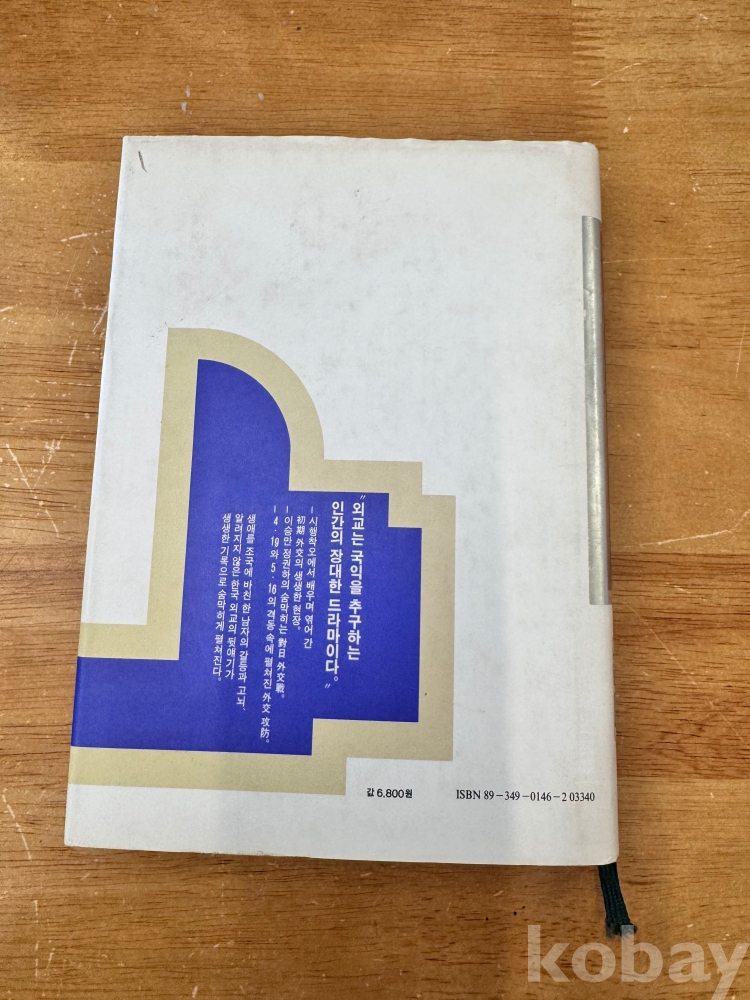 “외교는 국익을 추구하는
인간의 장대한 드라마이다。”
—시행착오에서 배우며 엮어 간
初期 外交의 생생한 현장。
—이승만 정권하의 숨막히는 對日 外交戰。
—4·19와 5·16의 격동 속에 펼쳐진 外交 攻防。
생애를 조국에 바친 한 남자의 갈등과 고뇌、
알려지지 않은 한국 외교의 뒷얘기가
생생한 기록으로 숨막히게 펼쳐진다。
값 6,800원
ISBN 89-349-0146-2 03340
kobay